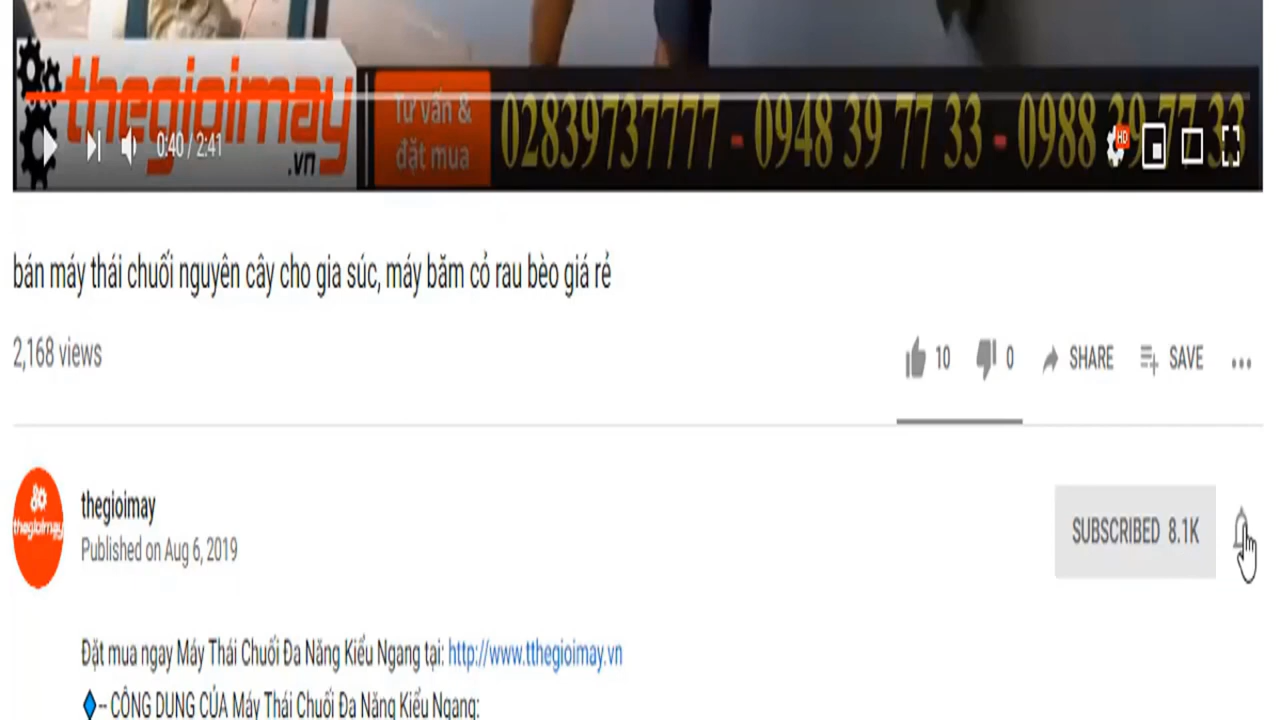 thegioimay
.vn
Tư vấn &
đặt mua
02839737777 - 0948 39 77 33 - 0988 39 77 33
0:40 / 2:41
HD
bán máy thái chuối nguyên cây cho gia súc, máy băm cỏ rau bèo giá rẻ
2,168 views
10 0 SHARE SAVE
thegioimay
thegioimay
Published on Aug 6, 2019
SUBSCRIBED 8.1K
Đặt mua ngay Máy Thái Chuối Đa Năng Kiểu Ngang tại: http://www.tthegioimay.vn
-- CÔNG DỤNG CỦA Máy Thái Chuối Đa Năng Kiểu Ngang: